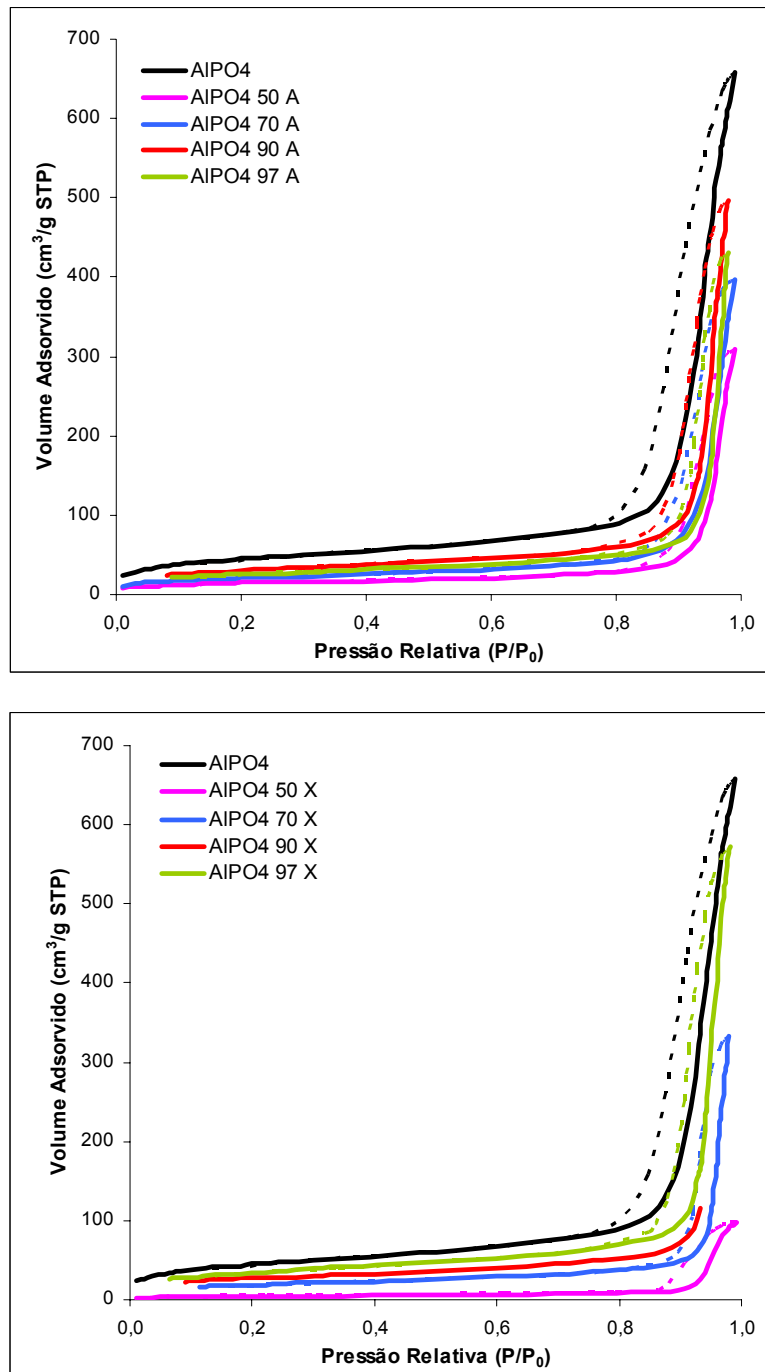 700
600
500
400
300
200
100
0
Volume Adsorvido (cm³/g STP)
AlPO4
AlPO4 50 A
AlPO4 70 A
AlPO4 90 A
AlPO4 97 A
0,0 0,2 0,4 0,6 0,8 1,0
Pressão Relativa (P/P₀)
700
600
500
400
300
200
100
0
Volume Adsorvido (cm³/g STP)
AlPO4
AlPO4 50 X
AlPO4 70 X
AlPO4 90 X
AlPO4 97 X
0,0 0,2 0,4 0,6 0,8 1,0
Pressão Relativa (P/P₀)